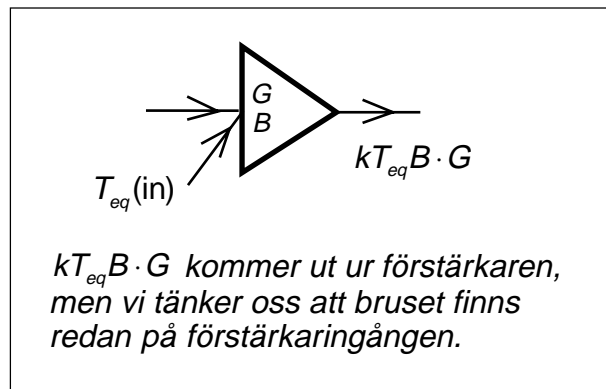 G
B
T_eq(in)
kT_eqB · G
kT_eqB · G kommer ut ur förstärkaren,
men vi tänker oss att bruset finns
redan på förstärkaringången.